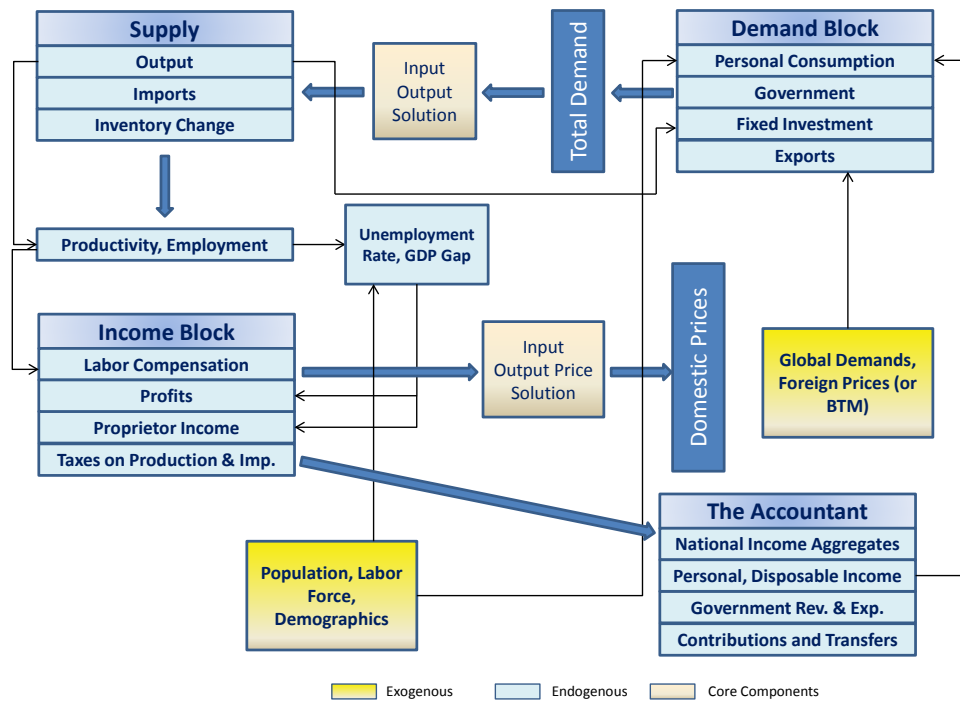 Supply
Output
Imports
Inventory Change
Input
Output
Solution
Total Demand
Demand Block
Personal Consumption
Government
Fixed Investment
Exports
Productivity, Employment
Unemployment
Rate, GDP Gap
Income Block
Labor Compensation
Profits
Proprietor Income
Taxes on Production & Imp.
Input
Output Price
Solution
Domestic Prices
Global Demands,
Foreign Prices (or
BTM)
Population, Labor
Force,
Demographics
The Accountant
National Income Aggregates
Personal, Disposable Income
Government Rev. & Exp.
Contributions and Transfers
Exogenous
Endogenous
Core Components